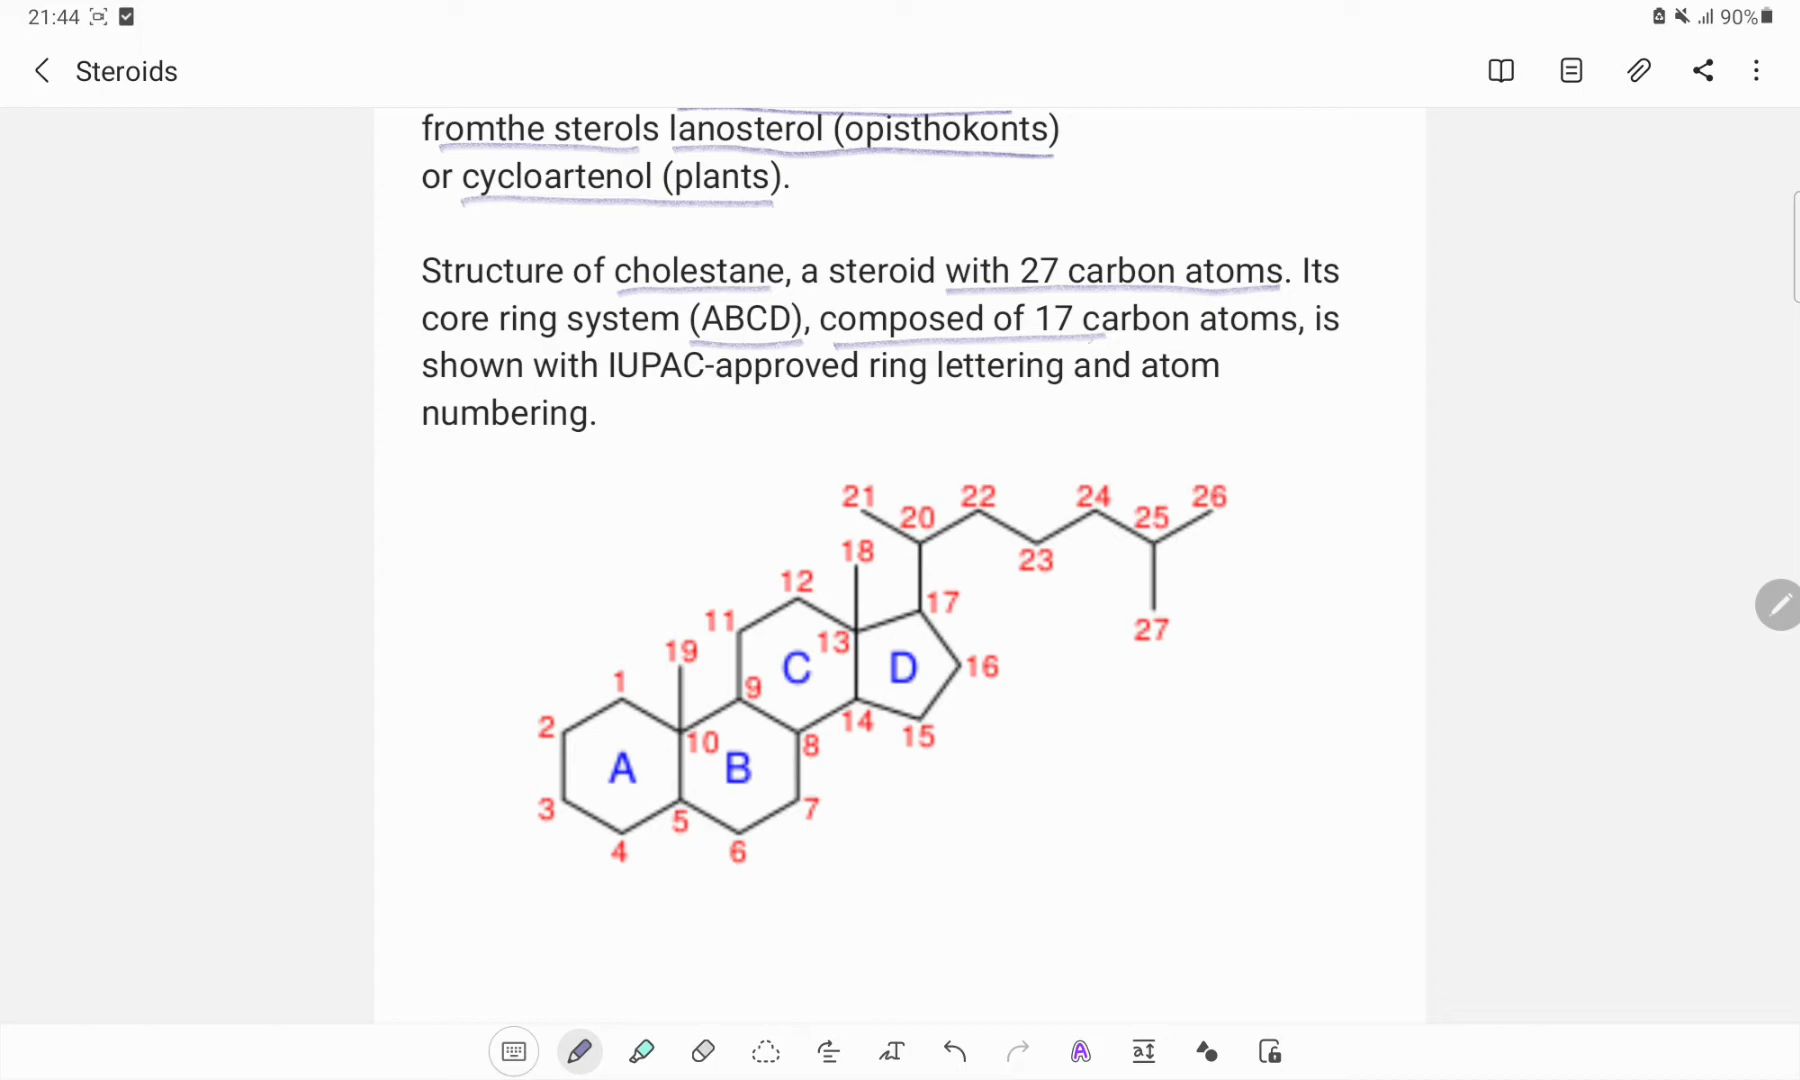 21:44
90%
Steroids
fromthe sterols lanosterol (opisthokonts)
or cycloartenol (plants).
Structure of cholestane, a steroid with 27 carbon atoms. Its
core ring system (ABCD), composed of 17 carbon atoms, is
shown with IUPAC-approved ring lettering and atom
numbering.
21 22 24 26
20 25
18 23
12
17
11 27
13
19
C D 16
1 9
14
2 10 15
8
A B
3 7
5
4 6